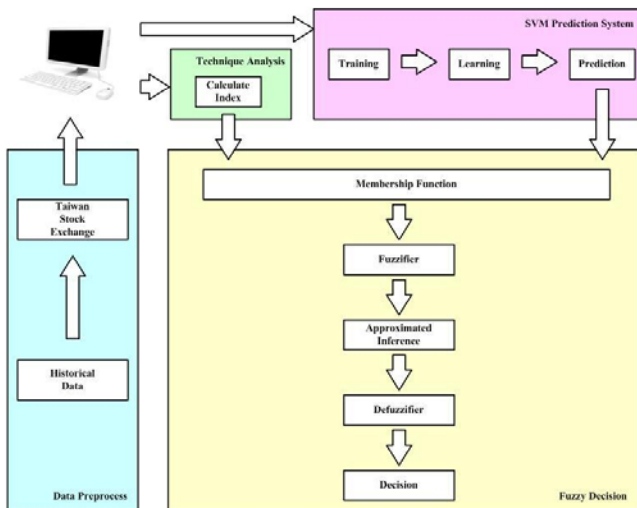 SVM Prediction System
Technique Analysis
Training
Learning
Prediction
Calculate
Index
Membership Function
Taiwan
Stock
Exchange
Fuzzifier
Approximated
Inference
Historical
Data
Defuzzifier
Decision
Data Preprocess
Fuzzy Decision